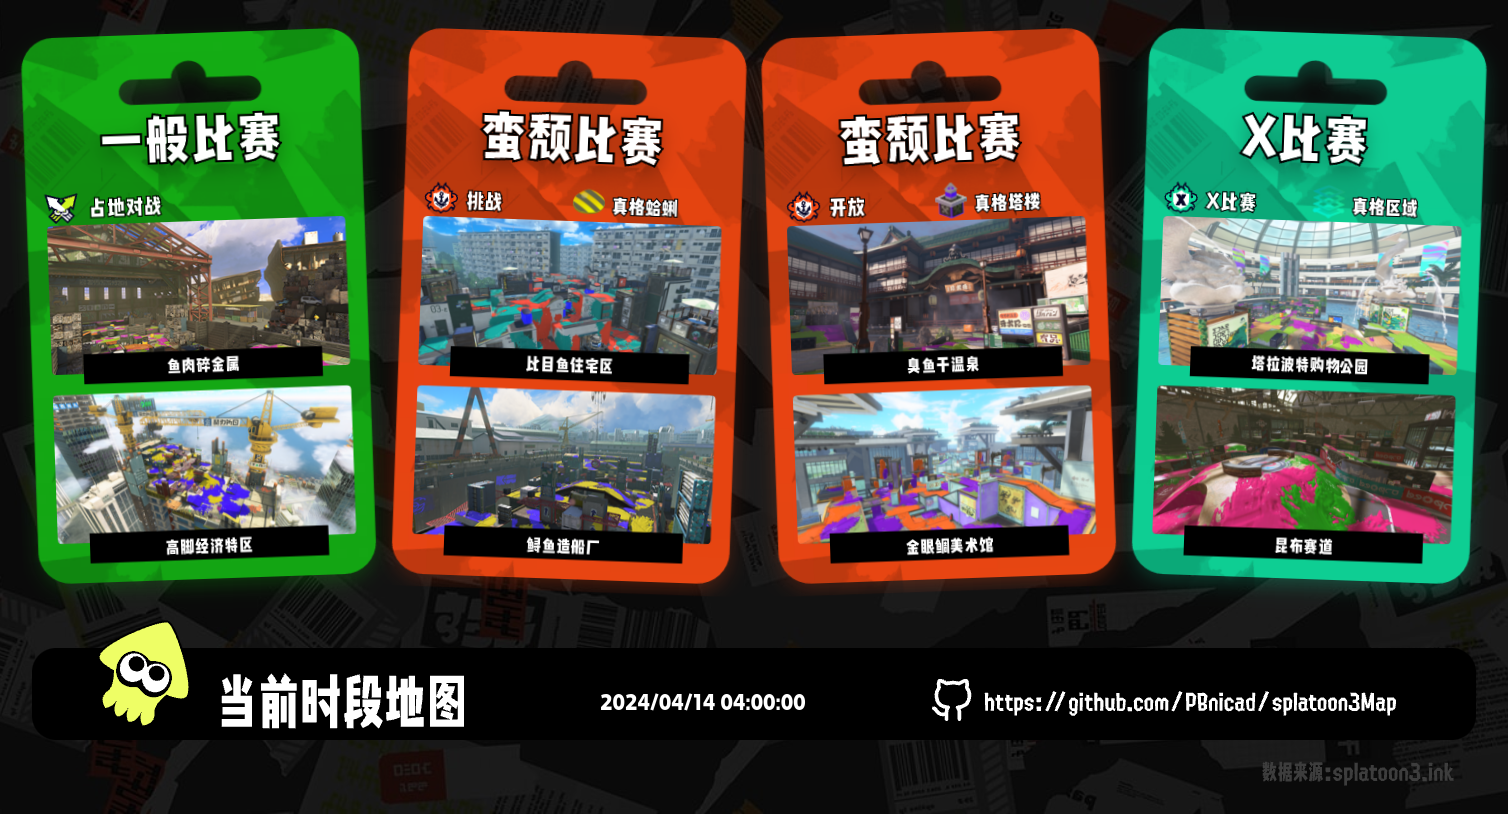 一般比赛
占地对战
鱼肉碎金属
高脚经济特区
蛮颓比赛
挑战
真格蛤蜊
比目鱼住宅区
鲟鱼造船厂
蛮颓比赛
开放
真格塔楼
臭鱼干温泉
金眼鲷美术馆
X比赛
X比赛
真格区域
塔拉波特购物公园
昆布赛道
当前时段地图
2024/04/14 04:00:00
https://github.com/PBnicad/splatoon3Map
数据来源:splatoon3.ink